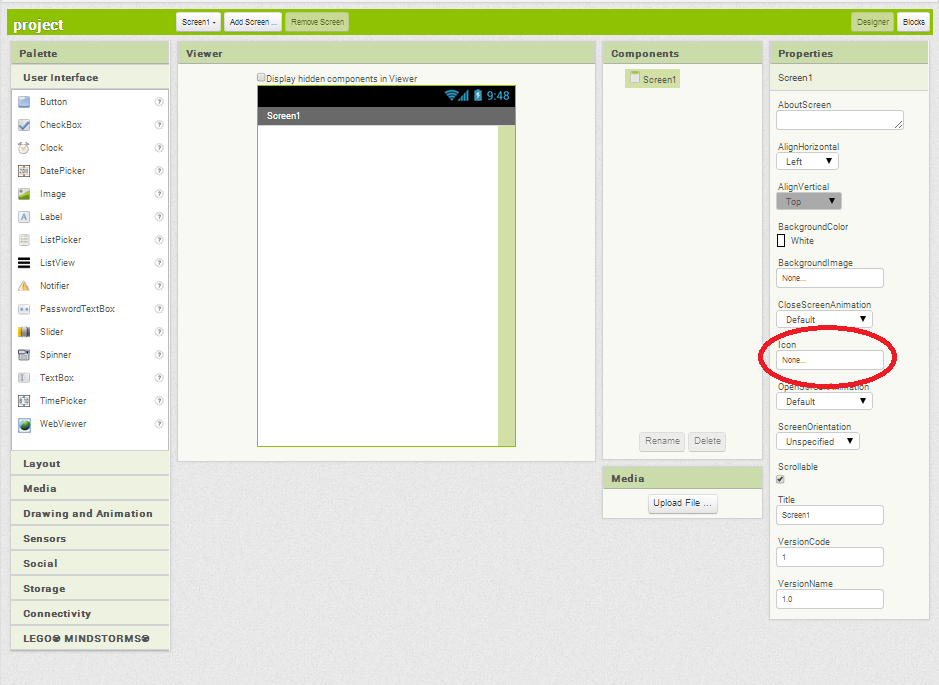 project
Screen1
Add Screen ...
Remove Screen
Designer
Blocks
Palette
User Interface
Button
?
CheckBox
?
Clock
?
DatePicker
?
Image
?
Label
?
ListPicker
?
ListView
?
Notifier
?
PasswordTextBox
?
Slider
?
Spinner
?
TextBox
?
TimePicker
?
WebViewer
?
Layout
Media
Drawing and Animation
Sensors
Social
Storage
Connectivity
LEGO® MINDSTORMS®
Viewer
Display hidden components in Viewer
9:48
Screen1
Components
Screen1
Rename
Delete
Media
Upload File ...
Properties
Screen1
AboutScreen
AlignHorizontal
Left
AlignVertical
Top
BackgroundColor
White
BackgroundImage
None...
CloseScreenAnimation
Default
Icon
None...
OpenScreenAnimation
Default
ScreenOrientation
Unspecified
Scrollable
Title
Screen1
VersionCode
1
VersionName
1.0